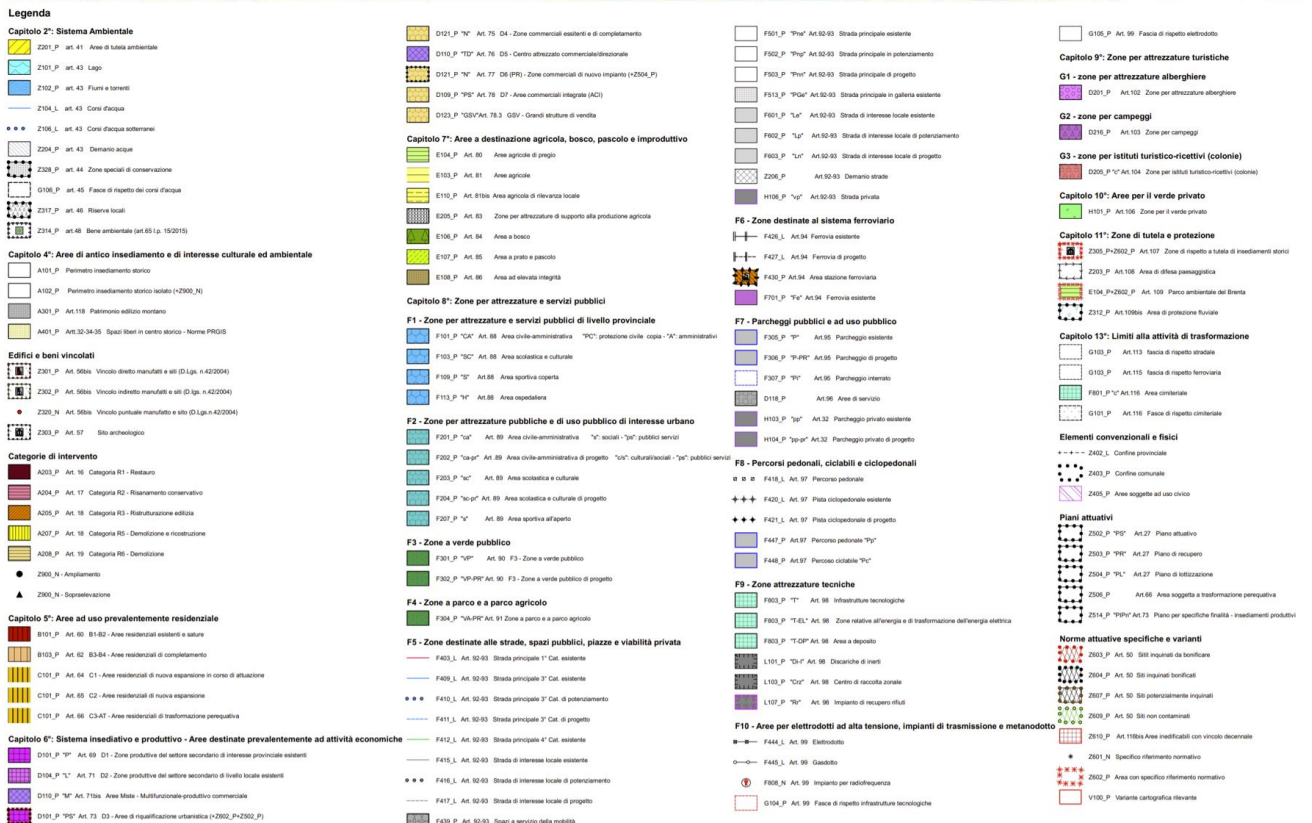 Legenda
Capitolo 2°: Sistema Ambientale
Z201_P art. 41 Aree di tutela ambientale
Z101_P art. 43 Lago
Z102_P art. 43 Fiumi e torrenti
Z104_L art. 43 Corsi d'acqua
Z106_L art. 43 Corsi d'acqua sotterranei
Z204_P art. 43 Demanio acque
Z328_P art. 44 Zone speciali di conservazione
G106_P art. 45 Fasce di rispetto dei corsi d'acqua
Z317_P art. 46 Riserve locali
Z314_P art.48 Bene ambientale (art.65 l.p. 15/2015)
Capitolo 4°: Area di antico insediamento e di interesse culturale ed ambientale
A101_P Perimetro insediamento storico
A102_P Perimetro insediamento storico isolato (+Z900_N)
A301_P Art.118 Patrimonio edilizio montano
A401_P Artt.32-34-35 Spazi liberi in centro storico - Norme PRGIS
Edifici e beni vincolati
Z301_P Art. 56bis Vincolo diretto manufatti e siti (D.Lgs. n.42/2004)
Z302_P Art. 56bis Vincolo indiretto manufatti e siti (D.Lgs. n.42/2004)
Z320_N Art. 56bis Vincolo puntuale manufatto e sito (D.Lgs.n.42/2004)
Z303_P Art. 57 Sito archeologico
Categorie di intervento
A203_P Art. 16 Categoria R1 - Restauro
A204_P Art. 17 Categoria R2 - Risanamento conservativo
A205_P Art. 18 Categoria R3 - Ristrutturazione edilizia
A207_P Art. 18 Categoria R5 - Demolizione e ricostruzione
A208_P Art. 19 Categoria R6 - Demolizione
Z900_N - Ampliamento
Z900_N - Sopraelevazione
Capitolo 5°: Area ad uso prevalentemente residenziale
B101_P Art. 60 B1-B2 - Aree residenziali esistenti e sature
B103_P Art. 62 B3-B4 - Aree residenziali di completamento
C101_P Art. 64 C1 - Aree residenziali di nuova espansione in corso di attuazione
C101_P Art. 65 C2 - Aree residenziali di nuova espansione
C101_P Art. 66 C3-AT - Aree residenziali di trasformazione perequativa
Capitolo 6°: Sistema insediativo e produttivo - Aree destinate prevalentemente ad attività economiche
D101_P "P" Art. 69 D1 - Zone produttive del settore secondario di interesse provinciale esistenti
D104_P "L" Art. 71 D2 - Zone produttive del settore secondario di livello locale esistenti
D110_P "M" Art. 71bis Aree Miste - Multifunzionale-produttivo commerciale
D101_P "PS" Art. 73 D3 - Area di riqualificazione urbanistica (+Z602_P+Z502_P)
D121_P "N" Art. 75 D4 - Zone commerciali essitenti e di completamento
D110_P "TD" Art. 76 D5 - Centro attrezzato commerciale/direzionale
D121_P "N" Art. 77 D6 (PR) - Zone commerciali di nuovo impianto (+Z504_P)
D109_P "PS" Art. 78 D7 - Aree commerciali integrate (ACI)
D123_P "GSV"Art. 78.3 GSV - Grandi strutture di vendita
Capitolo 7°: Aree a destinazione agricola, bosco, pascolo e improduttivo
E104_P Art. 80 Aree agricole di pregio
E103_P Art. 81 Aree agricole
E110_P Art. 81bis Area agricola di rilevanza locale
E205_P Art. 83 Zone per attrezzature di supporto alla produzione agricola
E106_P Art. 84 Area a bosco
E107_P Art. 85 Area a prato e pascolo
E108_P Art. 86 Area ad elevata integrità
Capitolo 8°: Zone per attrezzature e servizi pubblici
F1 - Zone per attrezzature e servizi pubblici di livello provinciale
F101_P "CA" Art. 88 Area civile-amministrativa "PC": protezione civile copia - "A": amministrativi
F103_P "SC" Art. 88 Area scolastica e culturale
F109_P "S" Art.88 Area sportiva coperta
F113_P "H" Art.88 Area ospedaliera
F2 - Zone per attrezzature pubbliche e di uso pubblico di interesse urbano
F201_P "ca" Art. 89 Area civile-amministrativa "s": sociali - "ps": pubblici servizi
F202_P "ca-pr" Art. .89 Area civile-amministrativa di progetto "c/s": culturali/sociali - "ps": pubblici servizi
F203_P "sc" Art. 89 Area scolastica e culturale
F204_P "sc-pr" Art. 89 Area scolastica e culturale di progetto
F207_P "s" Art. 89 Area sportiva all'aperto
F3 - Zona a verde pubblico
F301_P "VP" Art. 90 F3 - Zone a verde pubblico
F302_P "VP-PR" Art. 90 F3 - Zone a verde pubblico di progetto
F4 - Zona a parco e a parco agricolo
F304_P "VA-PR" Art. 91 Zona a parco e a parco agricolo
F5 - Zone destinate alle strade, spazi pubblici, piazze e viabilità privata
F403_L Art. 92-93 Strada principale 1° Cat. esistente
F409_L Art. 92-93 Strada principale 3° Cat. esistente
F410_L Art. 92-93 Strada principale 3° Cat. di potenziamento
F411_L Art. 92-93 Strada principale 3° Cat. di progetto
F412_L Art. 92-93 Strada principale 4° Cat. esistente
F415_L Art. 92-93 Strada di interesse locale esistente
F416_L Art. 92-93 Strada di interesse locale di potenziamento
F417_L Art. 92-93 Strada di interesse locale di progetto
F439_P Art. 92-93 Spazi a servizio della mobilità
F501_P "Pne" Art.92-93 Strada principale esistente
F502_P "Pnp" Art.92-93 Strada principale in potenziamento
F503_P "Pnn" Art.92-93 Strada principale di progetto
F513_P "PGe" Art.92-93 Strada principale in galleria esistente
F601_P "Le" Art.92-93 Strada di interesse locale esistente
F602_P "Lp" Art.92-93 Strada di interesse locale di potenziamento
F603_P "Ln" Art.92-93 Strada di interesse locale di progetto
Z206_P Art.92-93 Demanio strade
H106_P "vp" Art.92-93 Strada privata
F6 - Zone destinate al sistema ferroviario
F426_L Art.94 Ferrovia esistente
F427_L Art.94 Ferrovia di progetto
F430_P Art.94 Area stazione ferroviaria
F701_P "Fe" Art.94 Ferrovia esistente
F7 - Parcheggi pubblici e ad uso pubblico
F305_P "P" Art.95 Parcheggio esistente
F306_P "P-PR" Art.95 Parcheggio di progetto
F307_P "Pi" Art.95 Parcheggio interrato
D118_P Art.96 Aree di servizio
H103_P "pp" Art.32 Parcheggio privato esistente
H104_P "pp-pr" Art.32 Parcheggio privato di progetto
F8 - Percorsi pedonali, ciclabili e ciclopedonali
F418_L Art. 97 Percorso pedonale
F420_L Art. 97 Pista ciclopedonale esistente
F421_L Art. 97 Pista ciclopedonale di progetto
F447_P Art.97 Percorso pedonale "Pp"
F448_P Art.97 Percoso ciclabile "Pc"
F9 - Zone attrezzature tecniche
F803_P "T" Art. 98 Infrastrutture tecnologiche
F803_P "T-EL" Art. 98 Zone relative all'energia e di trasformazione dell'energia elettrica
F803_P "T-DP" Art. 98 Area a deposito
L101_P "Di-I" Art. 98 Discariche di inerti
L103_P "Crz" Art. 98 Centro di raccolta zonale
L107_P "Rr" Art. 98 Impianto di recupero rifiuti
F10 - Aree per elettrodotti ad alta tensione, impianti di trasmissione e metanodotto
F444_L Art. 99 Elettrodotto
F445_L Art. 99 Gasdotto
F808_N Art. 99 Impianto per radiofrequenza
G104_P Art. 99 Fasce di rispetto infrastrutture tecnologiche
G105_P Art. 99 Fascia di rispetto elettrodotto
Capitolo 9°: Zone per attrezzature turistiche
G1 - zone per attrezzature alberghiere
D201_P Art.102 Zone per attrezzature alberghiere
G2 - zone per campeggi
D216_P Art.103 Zone per campeggi
G3 - zone per istituti turistico-ricettivi (colonie)
D205_P "c" Art.104 Zone per istituti turistico-ricettivi (colonie)
Capitolo 10°: Aree per il verde privato
H101_P Art.106 Zone per il verde privato
Capitolo 11°: Zone di tutela e protezione
Z305_P+Z602_P Art.107 Zone di rispetto a tutela di insediamenti storici
Z203_P Art.108 Area di difesa paesaggistica
E104_P+Z602_P Art. 109 Parco ambientale del Brenta
Z312_P Art.109bis Area di protezione fluviale
Capitolo 13°: Limiti alla attività di trasformazione
G103_P Art.113 fascia di rispetto stradale
G103_P Art.115 fascia di rispetto ferroviaria
F801_P "c" Art.116 Area cimiteriale
G101_P Art.116 Fasce di rispetto cimiteriale
Elementi convenzionali e fisici
Z402_L Confine provinciale
Z403_P Confine comunale
Z405_P Aree soggette ad uso civico
Piani attuativi
Z502_P "PS" Art.27 Piano attuativo
Z503_P "PR" Art.27 Piano di recupero
Z504_P "PL" Art.27 Piano di lottizzazione
Z506_P Art.66 Area soggetta a trasformazione perequativa
Z514_P "PIPn" Art.73 Piano per specifiche finalità - insediamenti produttivi
Norme attuative specifiche e varianti
Z603_P Art. 50 Sitit inquinati da bonificare
Z604_P Art. 50 Siti inquinati bonificati
Z607_P Art. 50 Siti potenzialmente inquinati
Z609_P Art. 50 Siti non contaminati
Z610_P Art.116bis Aree inedificabili con vincolo decennale
Z601_N Specifico riferimento normativo
Z602_P Area con specifico riferimento normativo
V100_P Variante cartografica rilevante